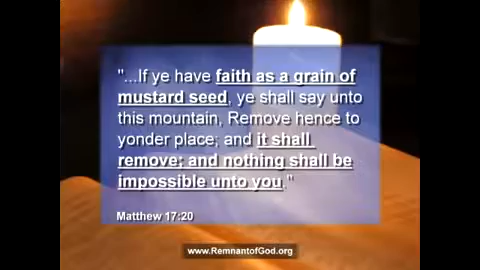 "...If ye have faith as a grain of
mustard seed, ye shall say unto
this mountain, Remove hence to
yonder place; and it shall
remove; and nothing shall be
impossible unto you."
Matthew 17:20
www.RemnantofGod.org